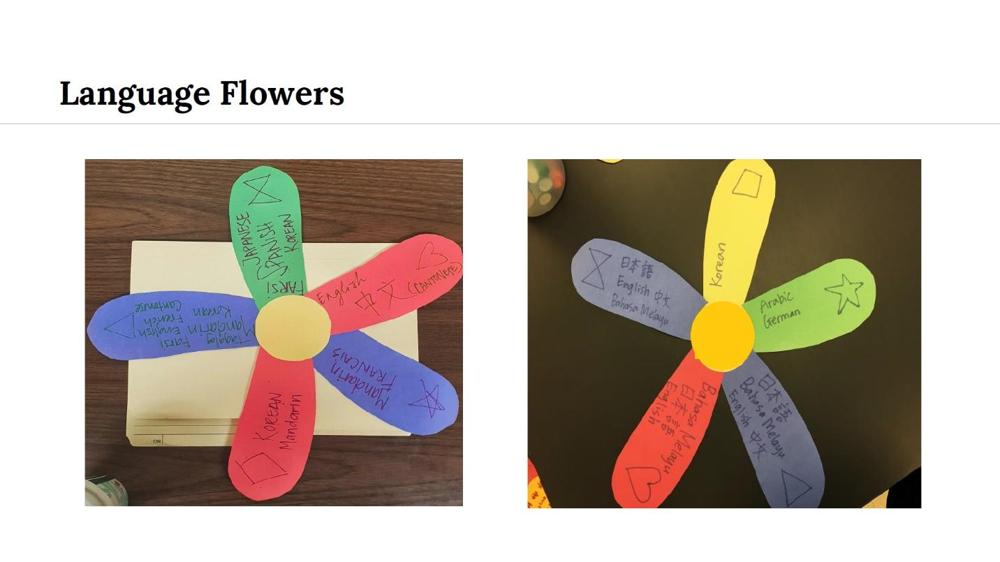 Language Flowers
JAPANESE
SPANISH
KOREAN
FARSI
English
中文
(CANTONESE)
Mandarin
FRANCAIS
KOREAN
Mandarin
Cantonese
Korean
French
Mandarin
English
Farsi
Tagalog
NO
Korean
Arabic
German
日本語
Bahasa Melayu
English 中文
Bahasa Melayu
日本語
English
日本語
English 中文
Bahasa Melayu